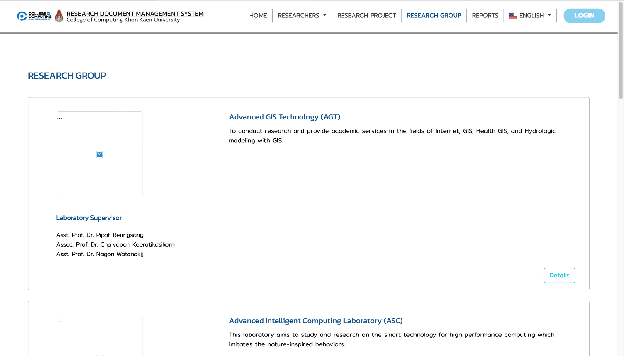 RESEARCH DOCUMENT MANAGEMENT SYSTEM
College of Computing Khon Kaen University
HOME RESEARCHERS RESEARCH PROJECT RESEARCH GROUP REPORTS ENGLISH LOGIN
RESEARCH GROUP
Advanced GIS Technology (AGT)
To conduct research and provide academic services in the fields of Internet, GIS, Health GIS, and Hydrologic
modeling with GIS
Laboratory Supervisor
Asst. Prof. Dr. Pipat Reungsang
Assoc. Prof. Dr. Chaiyapon Keeratikasikorn
Asst. Prof. Dr. Nagon Watanakij
Details
Advanced Intelligent Computing Laboratory (ASC)
This laboratory aims to study and research on the smart technology for high performance computing which
imitates the nature-inspired behaviors